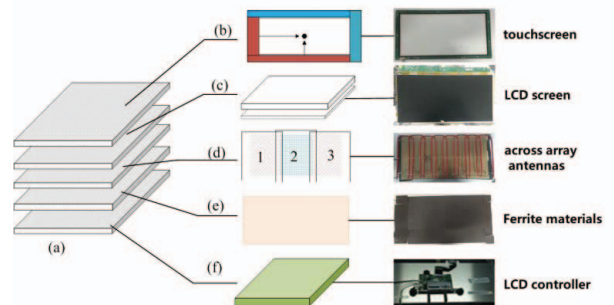 (b)
touchscreen
(c)
LCD screen
(d)
1 2 3
across array
antennas
(e)
Ferrite materials
(a)
(f)
LCD controller